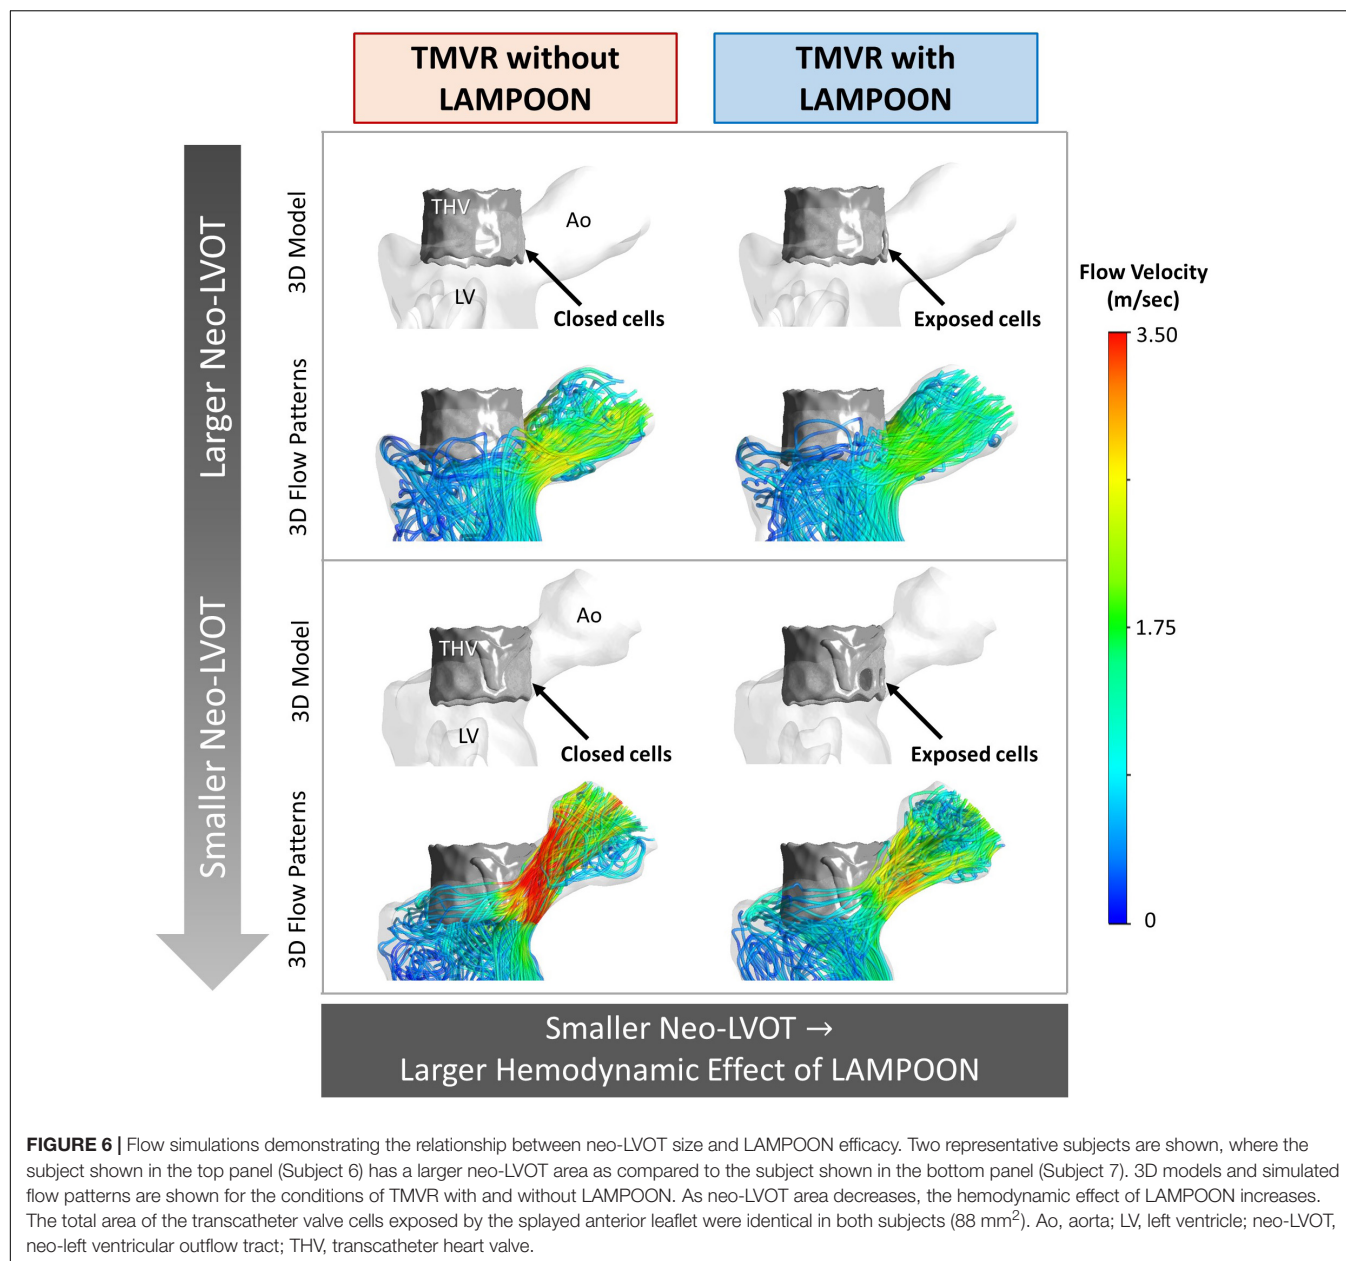 TMVR without
LAMPOON
TMVR with
LAMPOON
Larger Neo-LVOT
Smaller Neo-LVOT
3D Model
THV
Ao
LV
Closed cells
Exposed cells
3D Flow Patterns
3D Model
THV
Ao
LV
Closed cells
Exposed cells
3D Flow Patterns
Flow Velocity
(m/sec)
3.50
1.75
0
Smaller Neo-LVOT →
Larger Hemodynamic Effect of LAMPOON
FIGURE 6 | Flow simulations demonstrating the relationship between neo-LVOT size and LAMPOON efficacy. Two representative subjects are shown, where the
subject shown in the top panel (Subject 6) has a larger neo-LVOT area as compared to the subject shown in the bottom panel (Subject 7). 3D models and simulated
flow patterns are shown for the conditions of TMVR with and without LAMPOON. As neo-LVOT area decreases, the hemodynamic effect of LAMPOON increases.
The total area of the transcatheter valve cells exposed by the splayed anterior leaflet were identical in both subjects (88 mm²). Ao, aorta; LV, left ventricle; neo-LVOT,
neo-left ventricular outflow tract; THV, transcatheter heart valve.